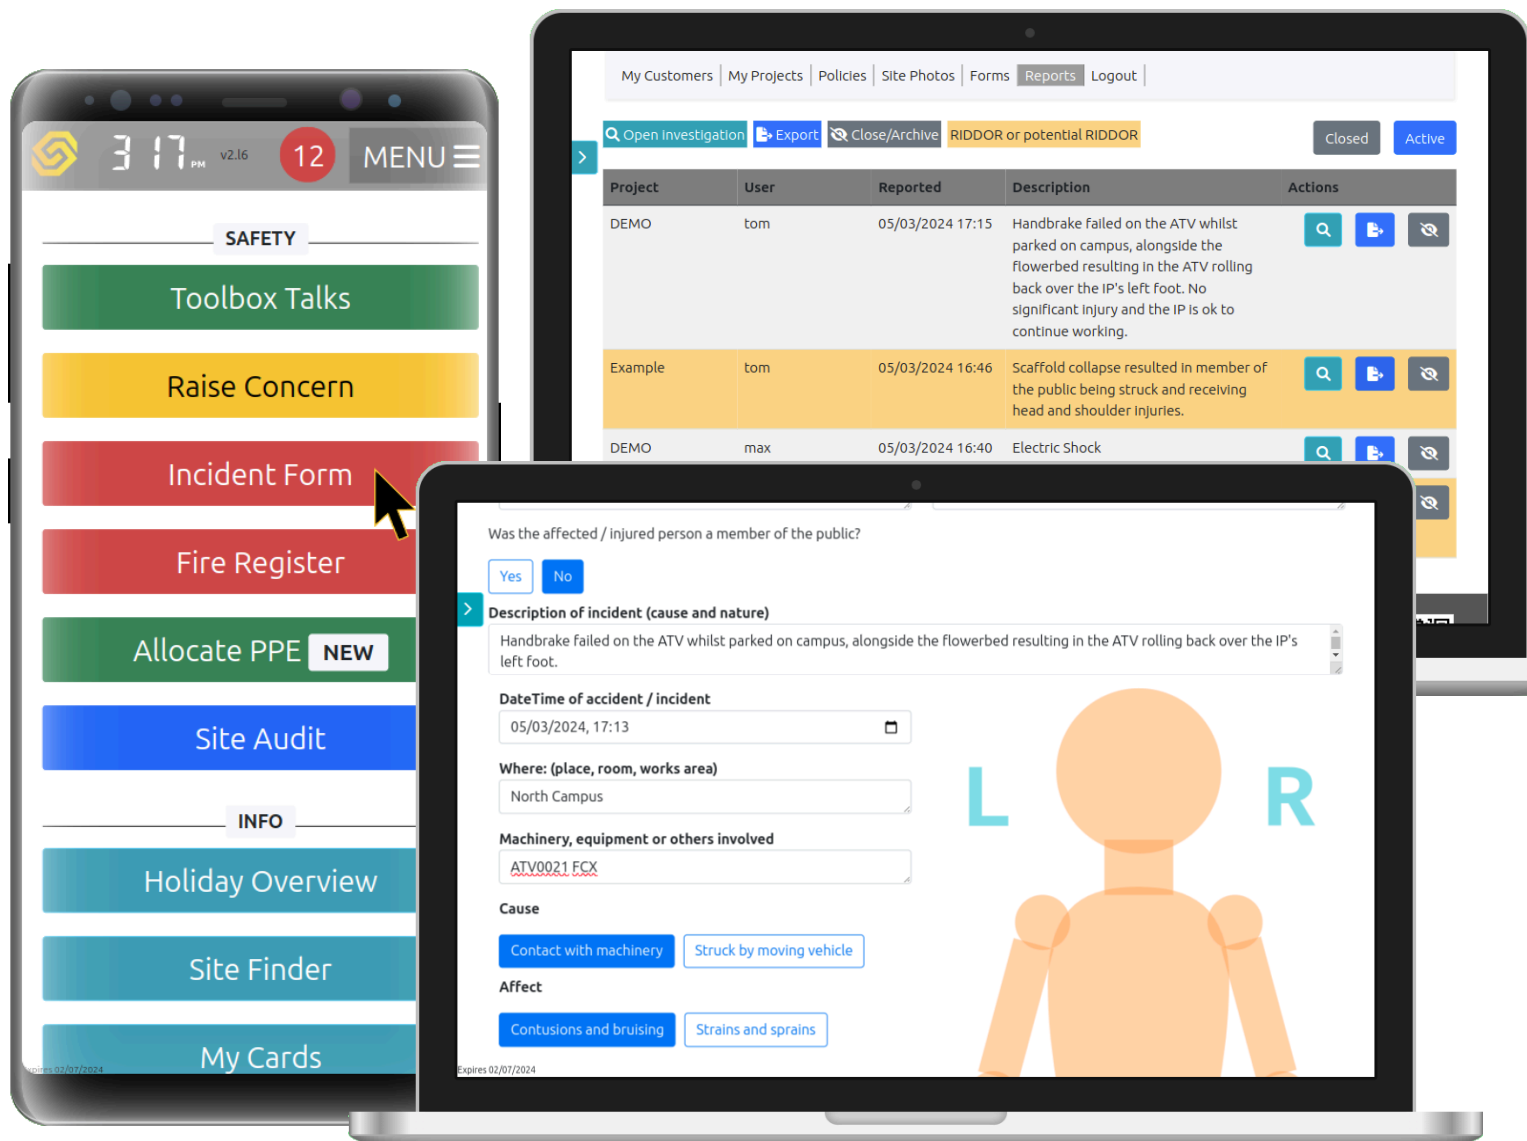 3 17 PM v2.16 12 MENU
SAFETY
Toolbox Talks
Raise Concern
Incident Form
Fire Register
Allocate PPE NEW
Site Audit
INFO
Holiday Overview
Site Finder
My Cards
xpires 02/07/2024
My Customers My Projects Policies Site Photos Forms Reports Logout
Open Investigation Export Close/Archive RIDDOR or potential RIDDOR Closed Active
Project User Reported Description Actions
DEMO tom 05/03/2024 17:15 Handbrake failed on the ATV whilst
parked on campus, alongside the
flowerbed resulting in the ATV rolling
back over the IP's left foot. No
significant injury and the IP is ok to
continue working.
Example tom 05/03/2024 16:46 Scaffold collapse resulted in member of
the public being struck and receiving
head and shoulder injuries.
DEMO max 05/03/2024 16:40 Electric Shock
Was the affected / injured person a member of the public?
Yes No
Description of incident (cause and nature)
Handbrake failed on the ATV whilst parked on campus, alongside the flowerbed resulting in the ATV rolling back over the IP's
left foot.
DateTime of accident / incident
05/03/2024, 17:13
Where: (place, room, works area)
North Campus
Machinery, equipment or others involved
ATV0021 FCX
Cause
Contact with machinery Struck by moving vehicle
Affect
Contusions and bruising Strains and sprains
L R
Expires 02/07/2024